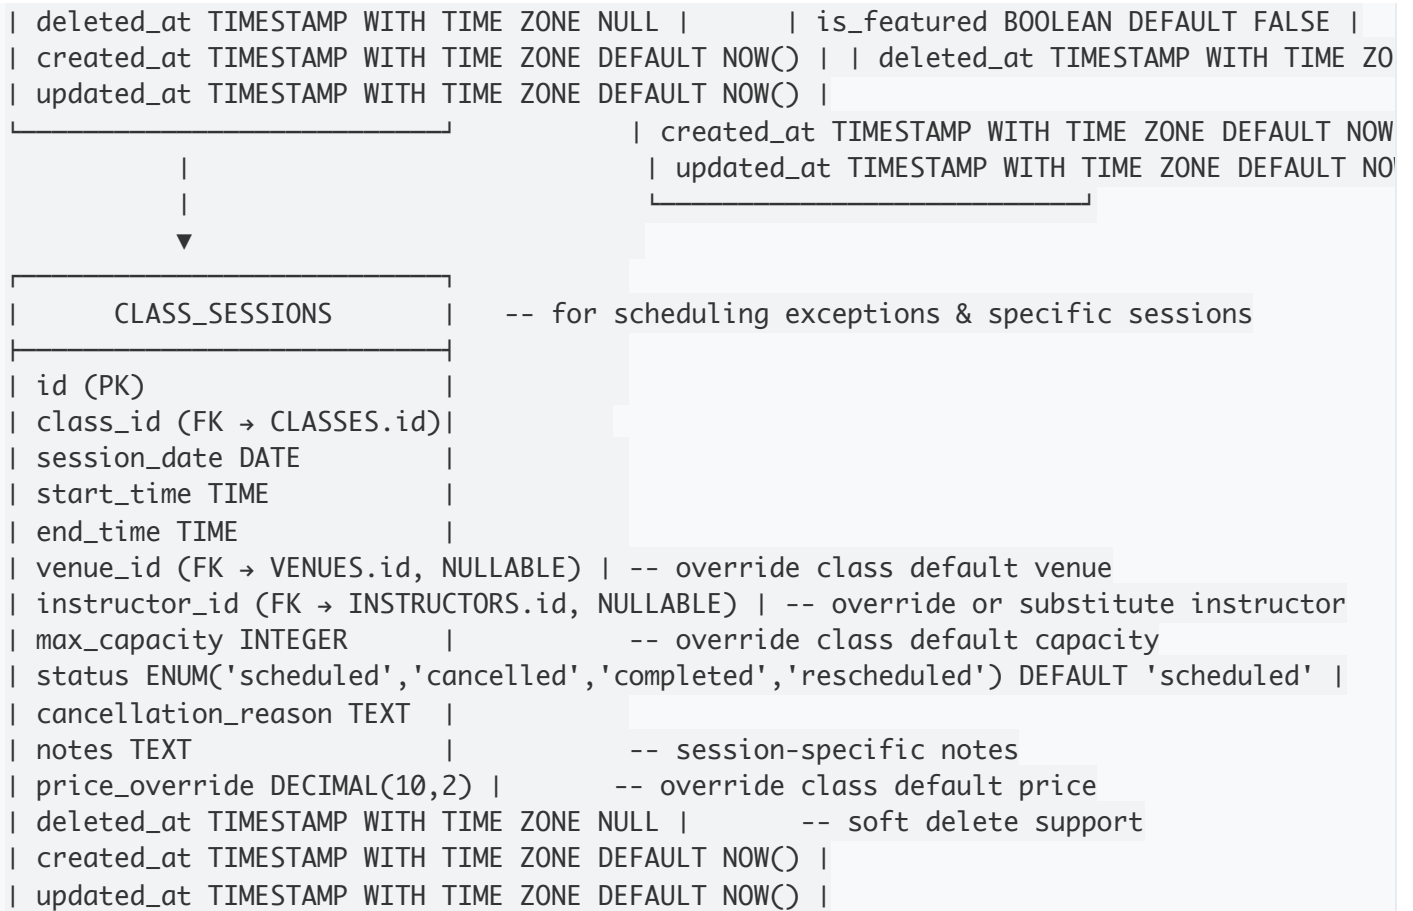 | deleted_at TIMESTAMP WITH TIME ZONE NULL |       | is_featured BOOLEAN DEFAULT FALSE |
| created_at TIMESTAMP WITH TIME ZONE DEFAULT NOW() | | deleted_at TIMESTAMP WITH TIME ZO
| updated_at TIMESTAMP WITH TIME ZONE DEFAULT NOW() |
| created_at TIMESTAMP WITH TIME ZONE DEFAULT NOW
| updated_at TIMESTAMP WITH TIME ZONE DEFAULT NO
| CLASS_SESSIONS | -- for scheduling exceptions & specific sessions
| id (PK) |
| class_id (FK → CLASSES.id)|
| session_date DATE |
| start_time TIME |
| end_time TIME |
| venue_id (FK → VENUES.id, NULLABLE) | -- override class default venue
| instructor_id (FK → INSTRUCTORS.id, NULLABLE) | -- override or substitute instructor
| max_capacity INTEGER | -- override class default capacity
| status ENUM('scheduled','cancelled','completed','rescheduled') DEFAULT 'scheduled' |
| cancellation_reason TEXT |
| notes TEXT | -- session-specific notes
| price_override DECIMAL(10,2) | -- override class default price
| deleted_at TIMESTAMP WITH TIME ZONE NULL | -- soft delete support
| created_at TIMESTAMP WITH TIME ZONE DEFAULT NOW() |
| updated_at TIMESTAMP WITH TIME ZONE DEFAULT NOW() |